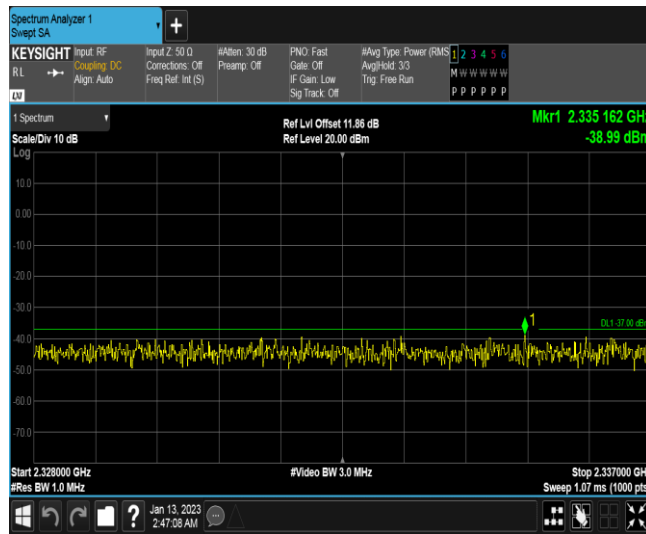 Spectrum Analyzer 1
Swept SA
+
KEYSIGHT
RL
LXI
Input: RF
Coupling: DC
Align: Auto
Input Z: 50 Ω
Corrections: Off
Freq Ref: Int (S)
#Atten: 30 dB
Preamp: Off
PNO: Fast
Gate: Off
IF Gain: Low
Sig Track: Off
#Avg Type: Power (RMS
Avg|Hold: 3/3
Trig: Free Run
1 2 3 4 5 6
M W W W W W
P P P P P P
1 Spectrum
Scale/Div 10 dB
Log
Ref Lvl Offset 11.86 dB
Ref Level 20.00 dBm
Mkr1 2.335 162 GH
-38.99 dBm
10.0
0.00
-10.0
-20.0
-30.0
-40.0
-50.0
-60.0
-70.0
1
DL1 -37.00 dBm
Start 2.328000 GHz
#Res BW 1.0 MHz
#Video BW 3.0 MHz
Stop 2.337000 GH
Sweep 1.07 ms (1000 pts
?
Jan 13, 2023
2:47:08 AM